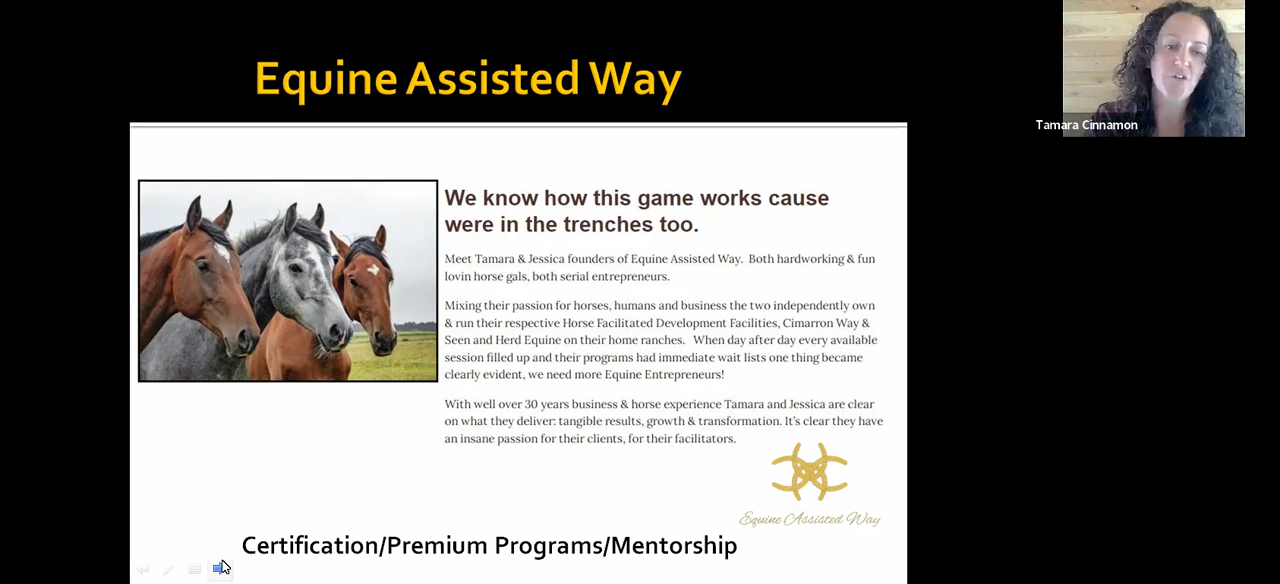 Equine Assisted Way
Tamara Cinnamon
We know how this game works cause
were in the trenches too.
Meet Tamara & Jessica founders of Equine Assisted Way. Both hardworking & fun
lovin horse gals, both serial entrepreneurs.
Mixing their passion for horses, humans and business the two independently own
& run their respective Horse Facilitated Development Facilities, Cimarron Way &
Seen and Herd Equine on their home ranches. When day after day every available
session filled up and their programs had immediate wait lists one thing became
clearly evident, we need more Equine Entrepreneurs!
With well over 30 years business & horse experience Tamara and Jessica are clear
on what they deliver: tangible results, growth & transformation. It's clear they have
an insane passion for their clients, for their facilitators.
Equine Assisted Way
Certification/Premium Programs/Mentorship